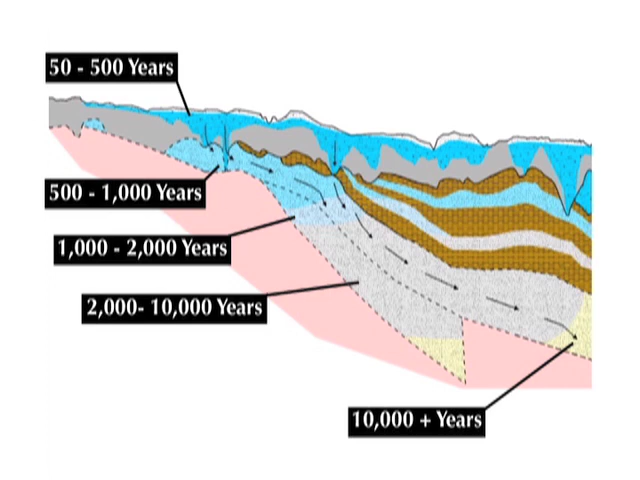 50 - 500 Years
500 - 1,000 Years
1,000 - 2,000 Years
2,000- 10,000 Years
10,000 + Years